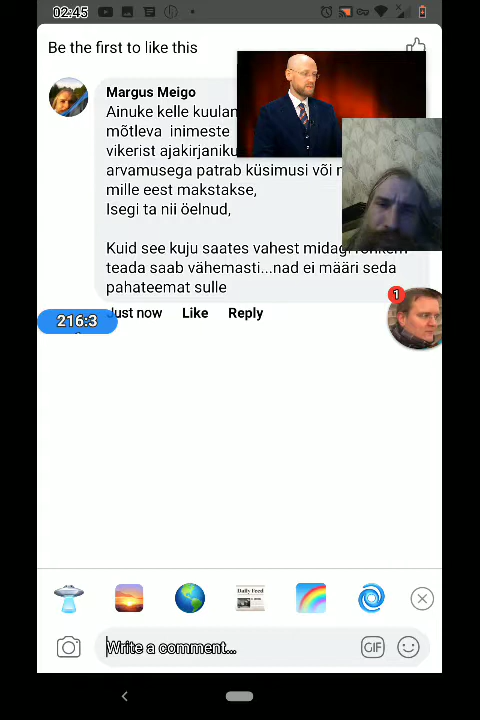 02:45
Be the first to like this
Margus Meigo
Ainuke kelle kuulan
mõtleva inimeste
vikerist ajakirjaniku
arvamusega patrab küsimusi või
mille eest makstakse,
Isegi ta nii öelnud,
Kuid see kuju saates vahest midagi rohkem
teada saab vähemasti...nad ei määri seda
pahateemat sulle
Just now Like Reply
1
216:3
Daily Feed
Write a comment...
GIF